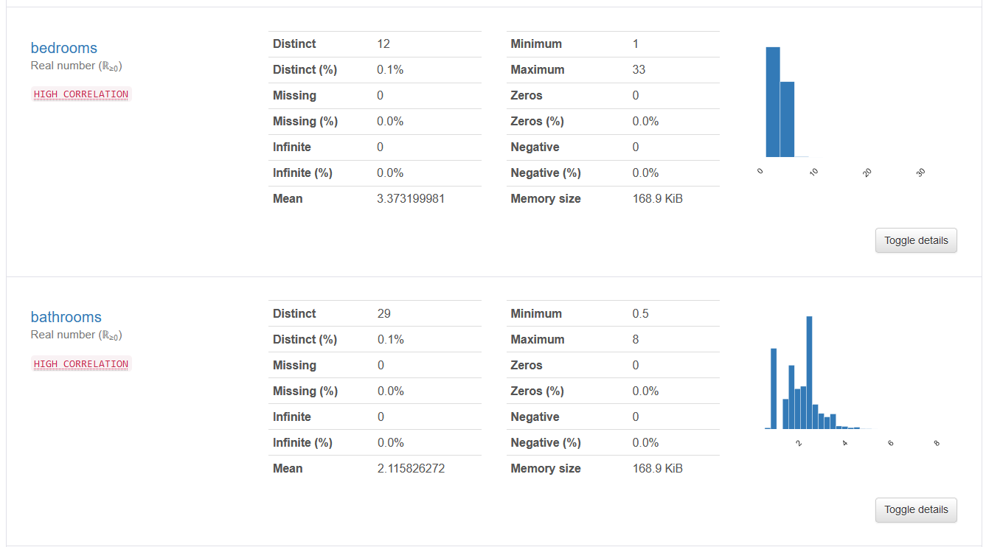 bedrooms
Real number (ℝ≥0)
HIGH CORRELATION
Distinct 12
Distinct (%) 0.1%
Missing 0
Missing (%) 0.0%
Infinite 0
Infinite (%) 0.0%
Mean 3.373199981
Minimum 1
Maximum 33
Zeros 0
Zeros (%) 0.0%
Negative 0
Negative (%) 0.0%
Memory size 168.9 KiB
0 10 20 30
Toggle details
bathrooms
Real number (ℝ≥0)
HIGH CORRELATION
Distinct 29
Distinct (%) 0.1%
Missing 0
Missing (%) 0.0%
Infinite 0
Infinite (%) 0.0%
Mean 2.115826272
Minimum 0.5
Maximum 8
Zeros 0
Zeros (%) 0.0%
Negative 0
Negative (%) 0.0%
Memory size 168.9 KiB
2 4 6 8
Toggle details